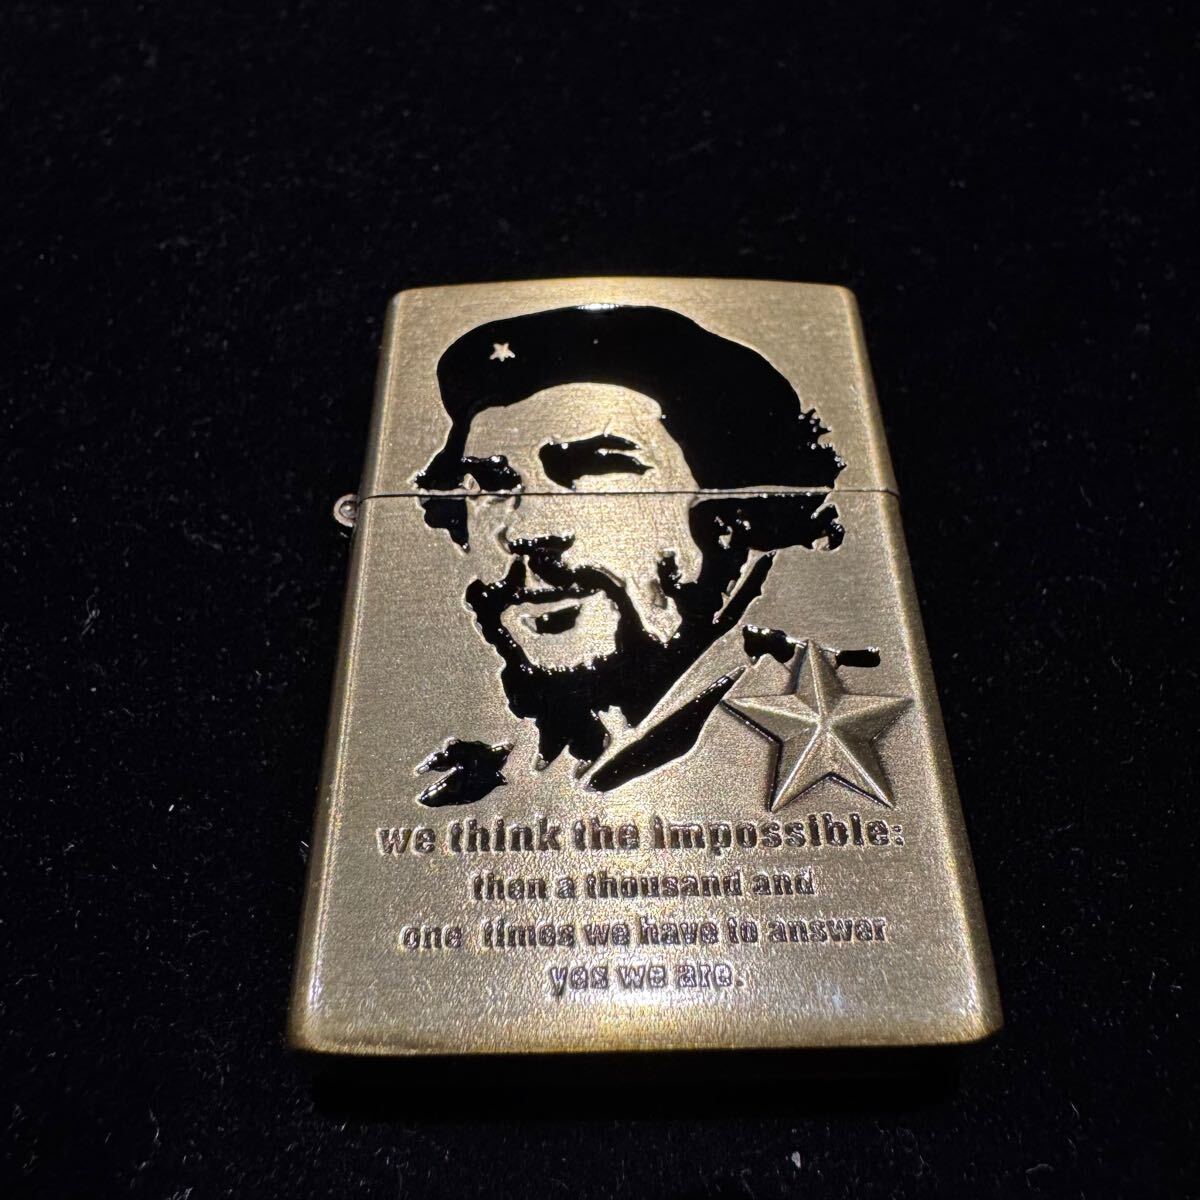 we think the impossible:
then a thousand and
one times we have to answer
yes we are.